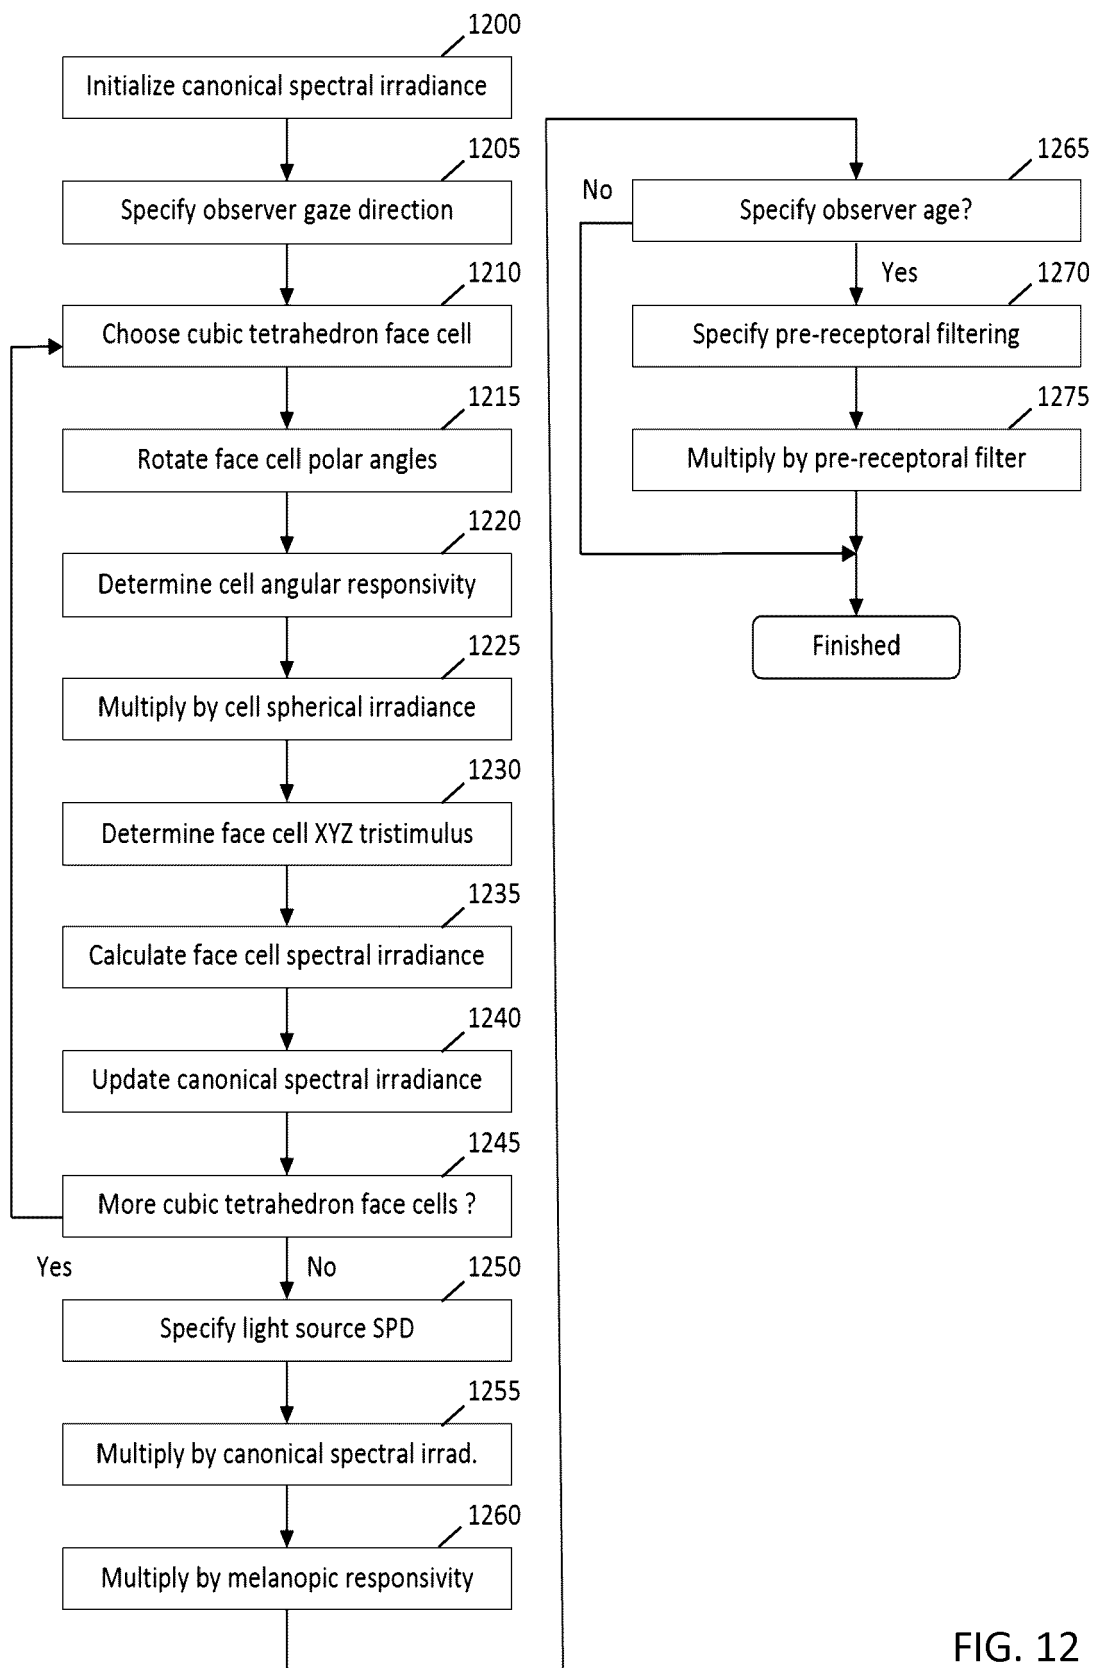 1200
Initialize canonical spectral irradiance
1205
Specify observer gaze direction
1210
Choose cubic tetrahedron face cell
1215
Rotate face cell polar angles
1220
Determine cell angular responsivity
1225
Multiply by cell spherical irradiance
1230
Determine face cell XYZ tristimulus
1235
Calculate face cell spectral irradiance
1240
Update canonical spectral irradiance
1245
More cubic tetrahedron face cells ?
Yes
No
1250
Specify light source SPD
1255
Multiply by canonical spectral irrad.
1260
Multiply by melanopic responsivity
1265
No
Specify observer age?
Yes
1270
Specify pre-receptoral filtering
1275
Multiply by pre-receptoral filter
Finished
FIG. 12